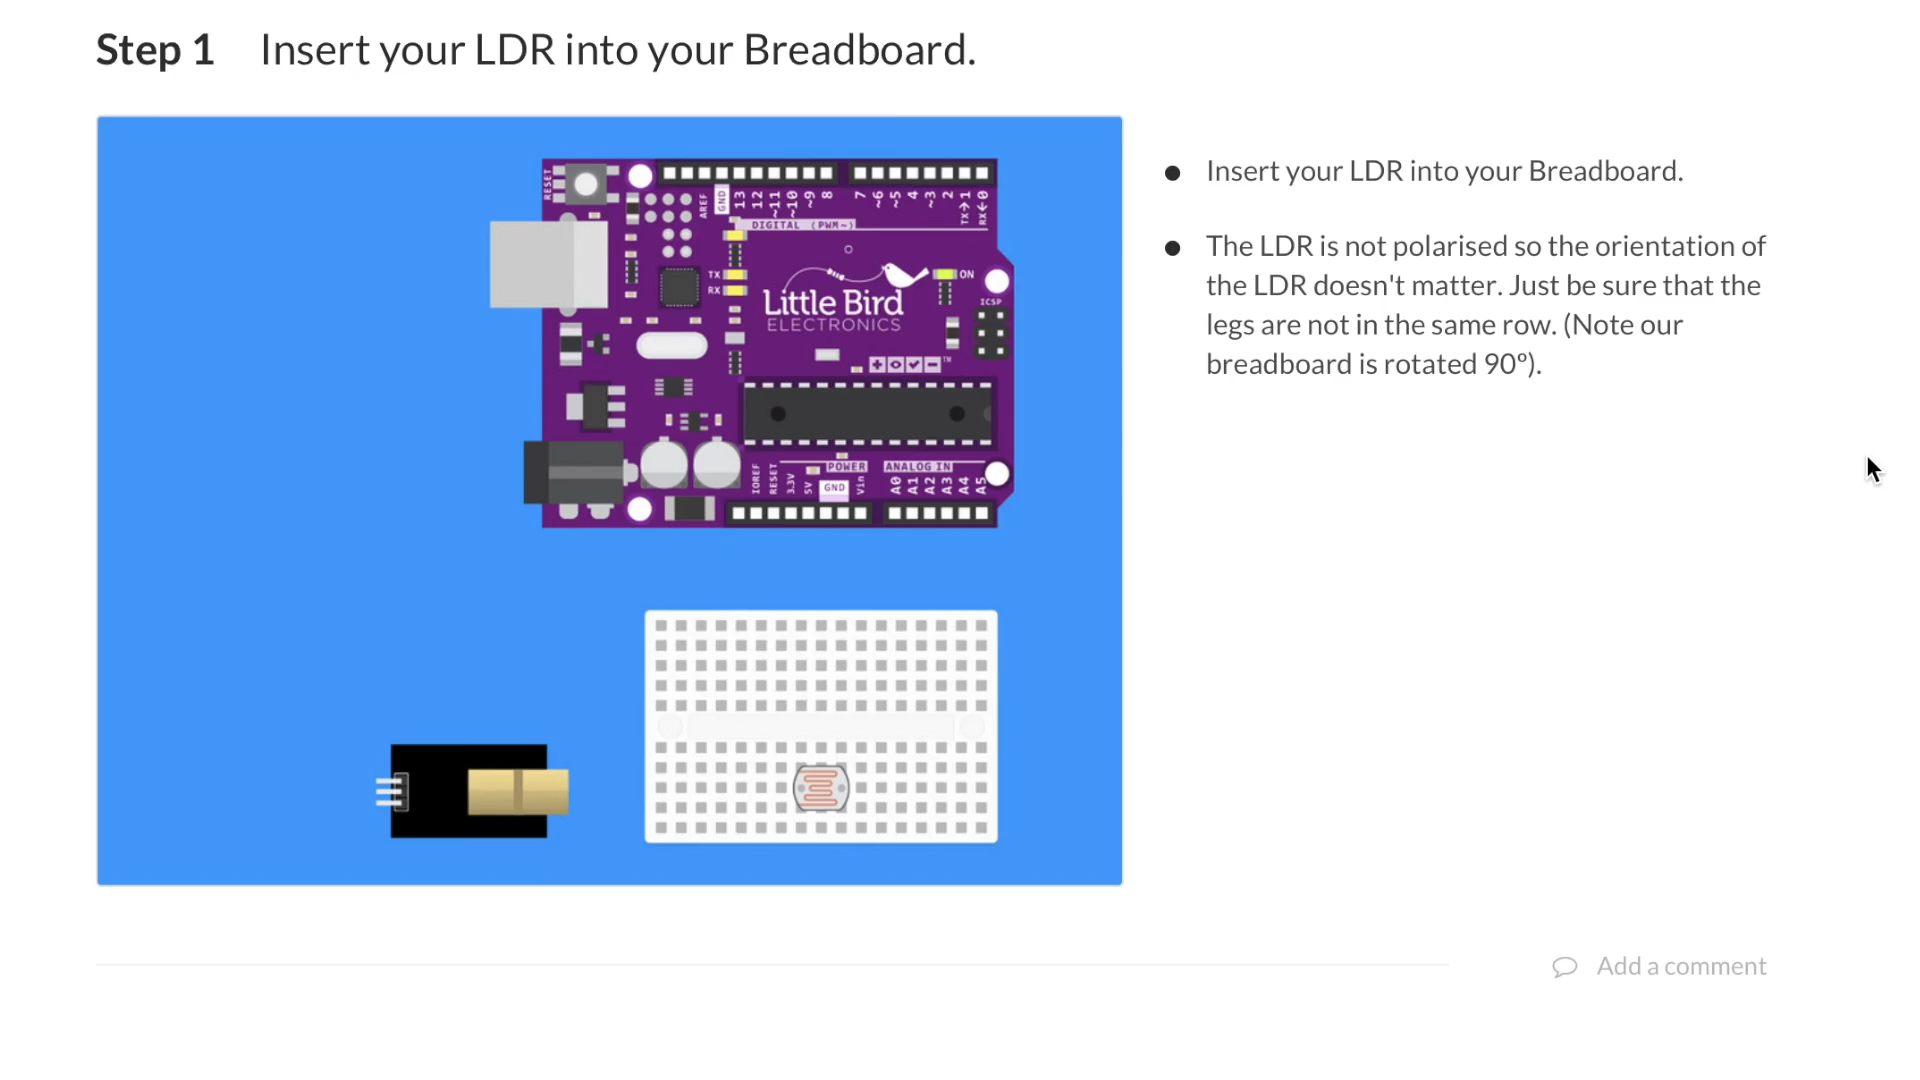 Step 1 Insert your LDR into your Breadboard.
RESET
AREF
GND
13
12
~11
~10
~9
8
7
~6
~5
4
~3
2
TX→1
RX←0
DIGITAL (PWM~)
TX
RX
ON
Little Bird
ELECTRONICS
ICSP
TM
POWER
ANALOG IN
IOREF
RESET
3.3V
5V
GND
Vin
A0
A1
A2
A3
A4
A5
Insert your LDR into your Breadboard.
The LDR is not polarised so the orientation of
the LDR doesn't matter. Just be sure that the
legs are not in the same row. (Note our
breadboard is rotated 90º).
Add a comment